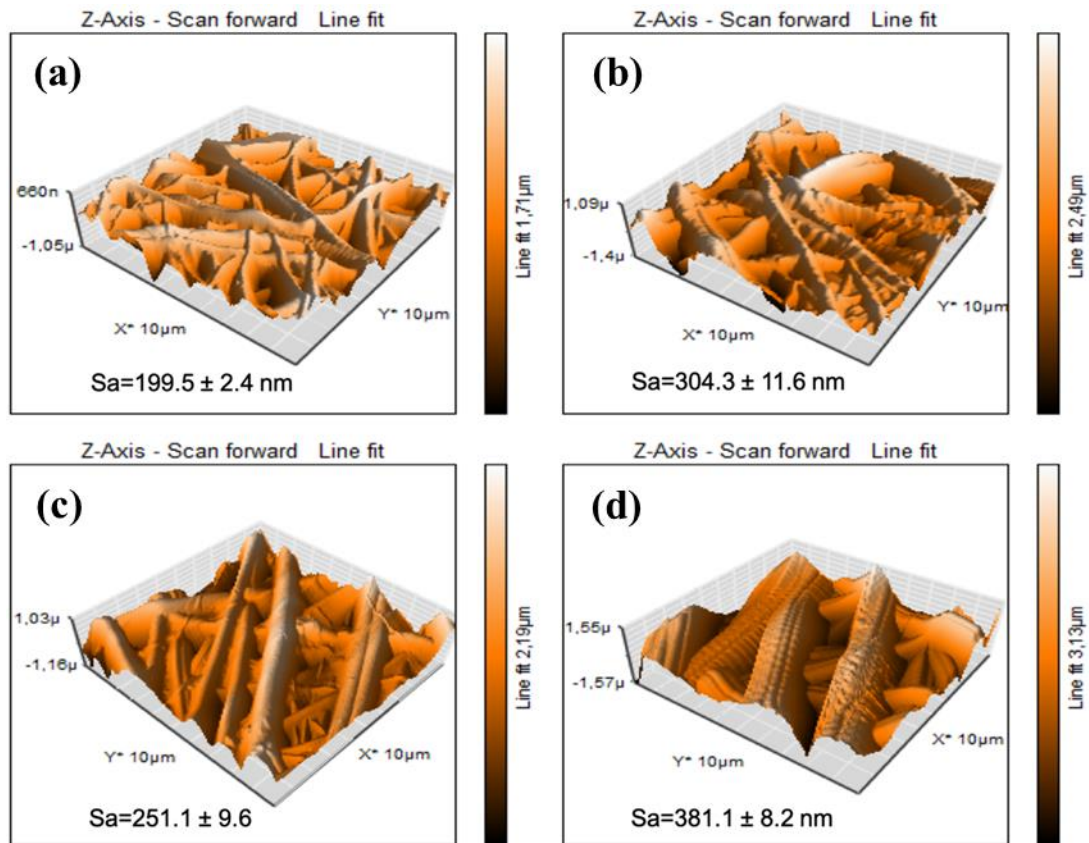 Z-Axis - Scan forward Line fit
(a)
660n
-1,05µ
X* 10µm
Y* 10µm
Line fit 1,71µm
Sa=199.5 ± 2.4 nm
Z-Axis - Scan forward Line fit
(b)
1,09µ
-1,4µ
X* 10µm
Y* 10µm
Line fit 2,49µm
Sa=304.3 ± 11.6 nm
Z-Axis - Scan forward Line fit
(c)
1,03µ
-1,16µ
Y* 10µm
X* 10µm
Line fit 2,19µm
Sa=251.1 ± 9.6
Z-Axis - Scan forward Line fit
(d)
1,55µ
-1,57µ
Y* 10µm
X* 10µm
Line fit 3,13µm
Sa=381.1 ± 8.2 nm